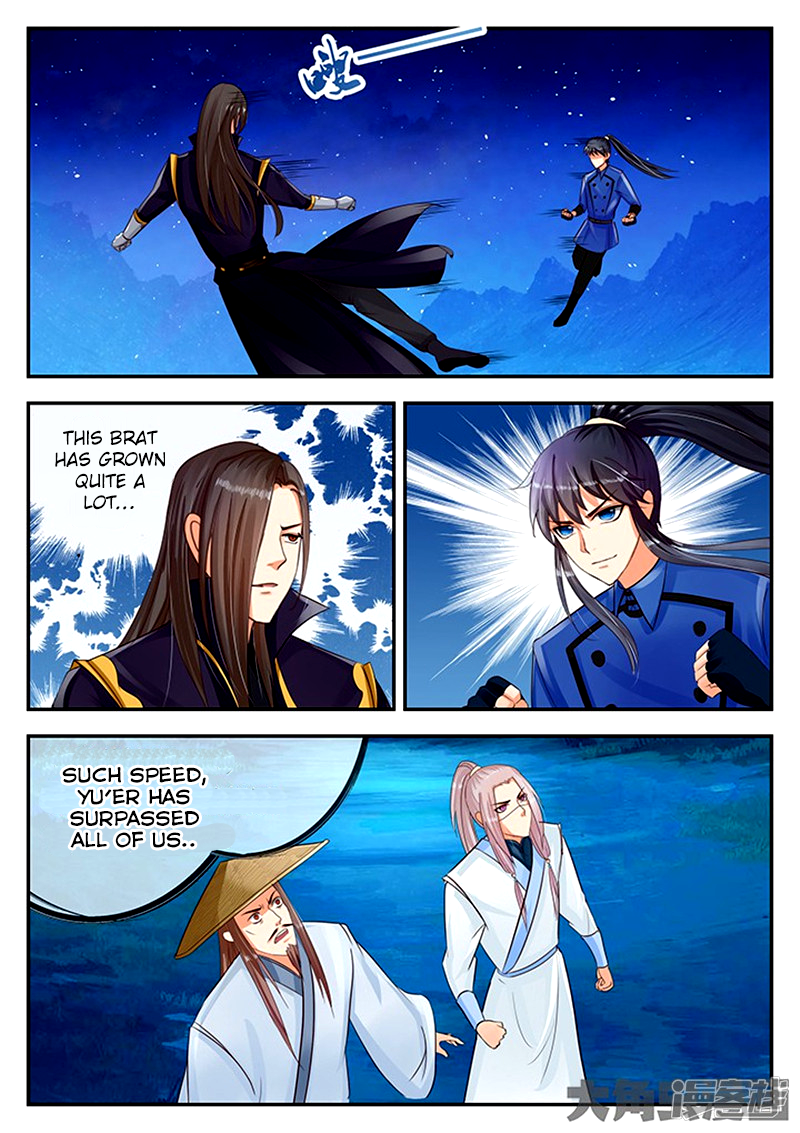 THIS BRAT
HAS GROWN
QUITE A
LOT...
SUCH SPEED,
YU'ER HAS
SURPASSED
ALL OF US..